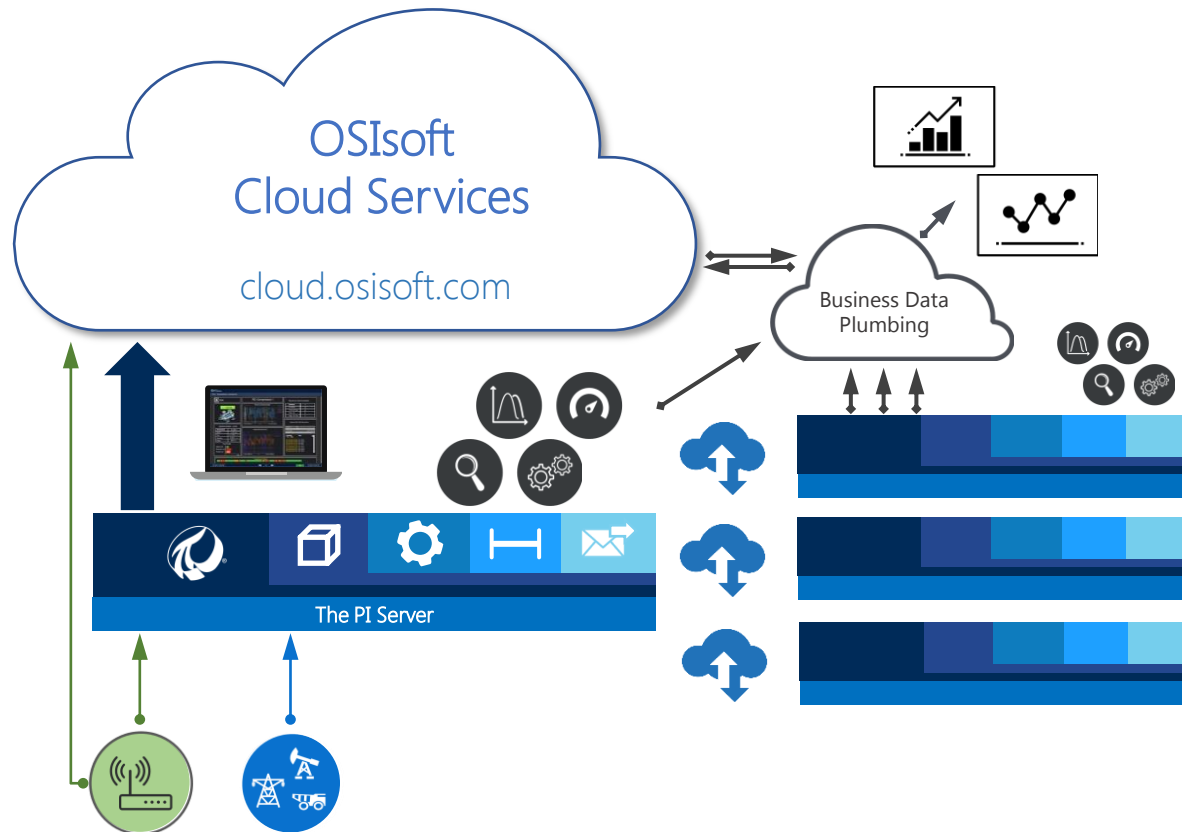 OSIsoft
Cloud Services
cloud.osisoft.com
Business Data
Plumbing
The PI Server